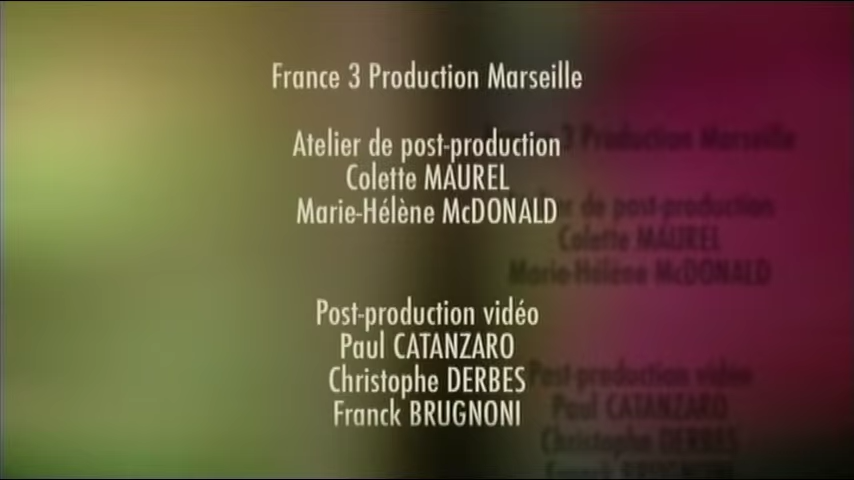 France 3 Production Marseille
Atelier de post-production
Colette MAUREL
Marie-Hélène McDONALD
Post-production vidéo
Paul CATANZARO
Christophe DERBES
Franck BRUGNONI